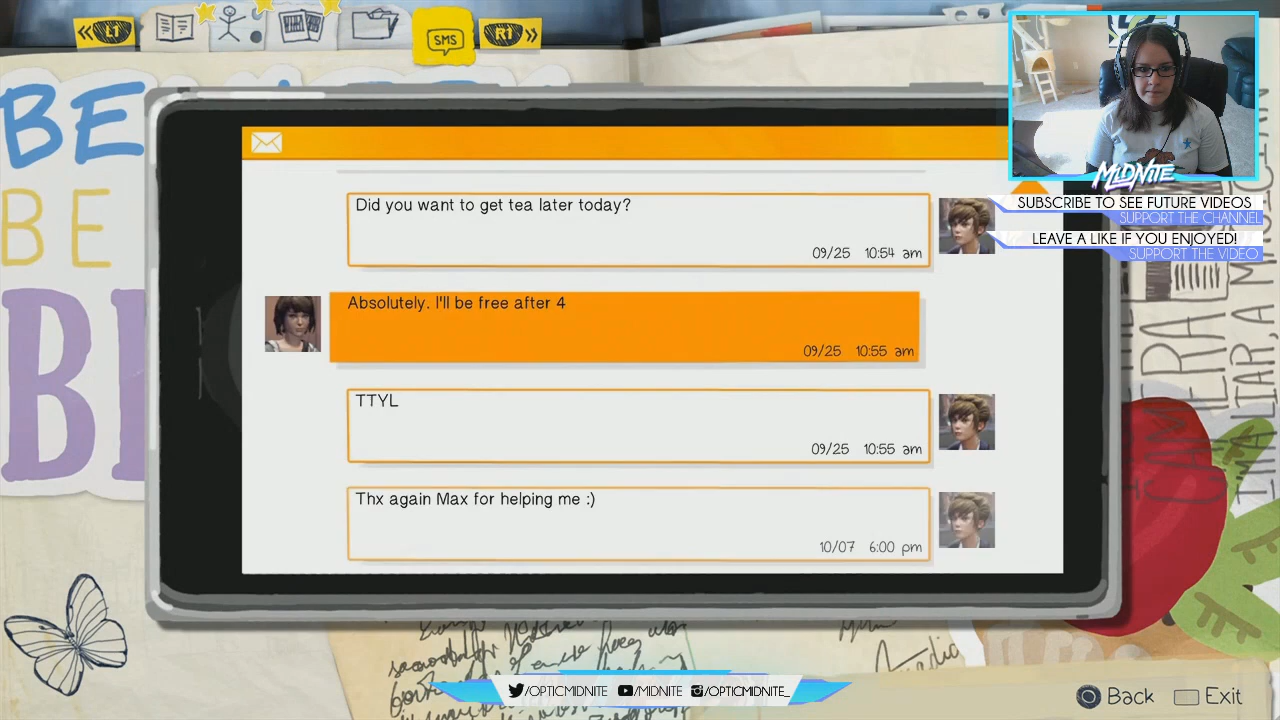 L1
SMS
R1
BE
BE
Did you want to get tea later today?
09/25 10:54 am
Absolutely. I'll be free after 4
09/25 10:55 am
TTYL
09/25 10:55 am
Thx again Max for helping me :)
10/07 6:00 pm
MiDNiTE
SUBSCRIBE TO SEE FUTURE VIDEOS
SUPPORT THE CHANNEL
LEAVE A LIKE IF YOU ENJOYED!
SUPPORT THE VIDEO
CAMERA
/OPTICMIDNITE /MIDNITE /OPTICMIDNITE_
Back Exit